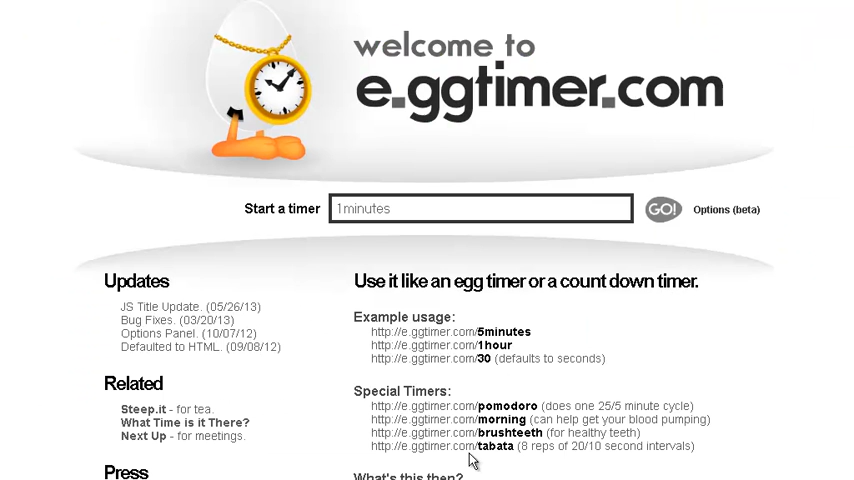 welcome to
e.ggtimer.com
Start a timer
1minutes
GO!
Options (beta)
Updates
JS Title Update. (05/26/13)
Bug Fixes. (03/20/13)
Options Panel. (10/07/12)
Defaulted to HTML. (09/08/12)
Related
Steep.it - for tea.
What Time is it There?
Next Up - for meetings.
Press
Use it like an egg timer or a count down timer.
Example usage:
http://e.ggtimer.com/5minutes
http://e.ggtimer.com/1hour
http://e.ggtimer.com/30 (defaults to seconds)
Special Timers:
http://e.ggtimer.com/pomodoro (does one 25/5 minute cycle)
http://e.ggtimer.com/morning (can help get your blood pumping)
http://e.ggtimer.com/brushteeth (for healthy teeth)
http://e.ggtimer.com/tabata (8 reps of 20/10 second intervals)
What's this then?